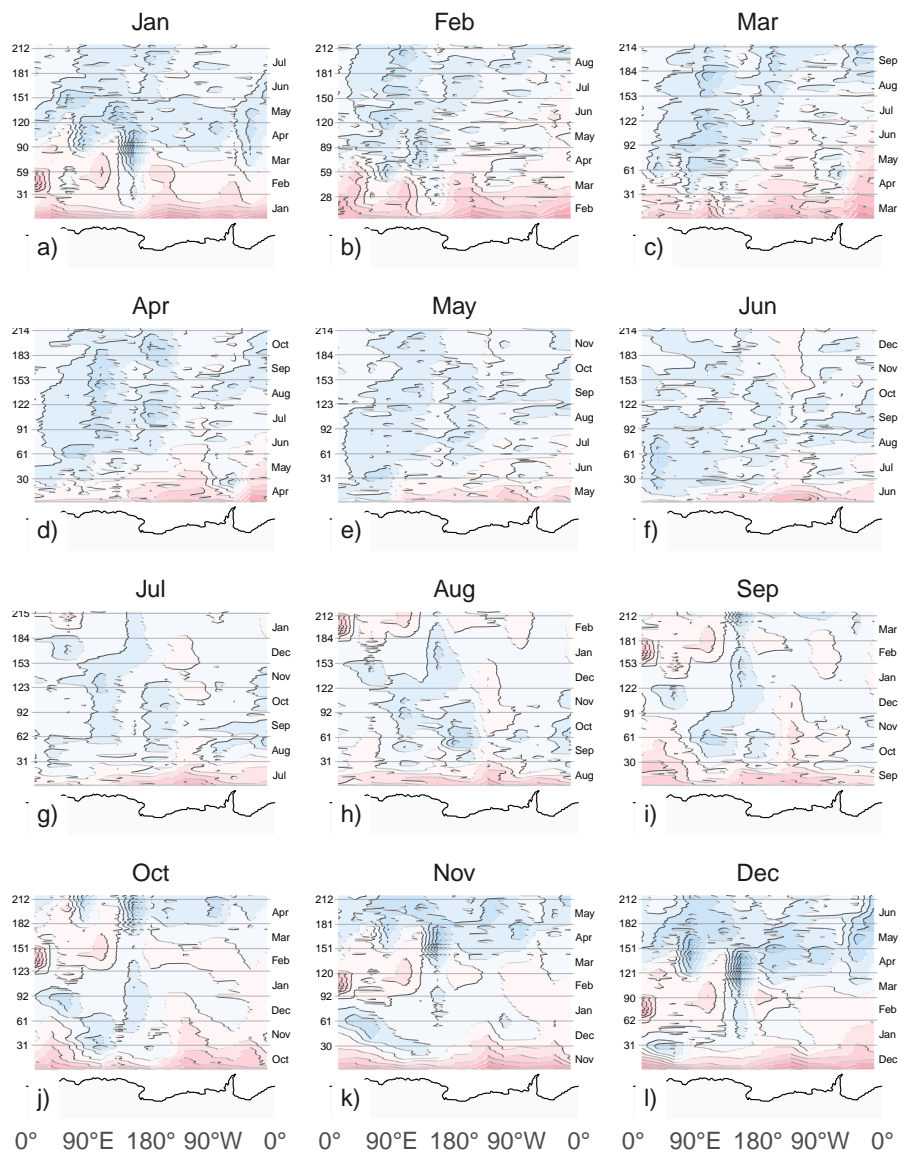 Jan Feb Mar
212 Jul 212 Aug 214 Sep
181 Jun 181 Jul 184 Aug
151 May 150 Jun 153 Jul
120 Apr 120 May 122 Jun
90 Mar 89 Apr 92 May
59 Feb 59 Mar 61 Apr
31 Jan 28 Feb 31 Mar
a) b) c)
Apr May Jun
214 Oct 214 Nov 214 Dec
183 Sep 183 Oct 183 Nov
153 Aug 153 Sep 153 Oct
122 Jul 123 Aug 122 Sep
91 Jun 92 Jul 92 Aug
61 May 61 Jun 61 Jul
30 Apr 31 May 30 Jun
d) e) f)
Jul Aug Sep
215 Jan 212 Feb 212 Mar
184 Dec 184 Jan 181 Feb
153 Nov 153 Dec 153 Jan
123 Oct 122 Nov 122 Dec
92 Sep 92 Oct 91 Nov
62 Aug 61 Sep 61 Oct
31 Jul 31 Aug 30 Sep
g) h) i)
Oct Nov Dec
212 Apr 212 May 212 Jun
182 Mar 181 Apr 182 May
151 Feb 151 Mar 151 Apr
123 Jan 120 Feb 121 Mar
92 Dec 92 Jan 90 Feb
61 Nov 61 Dec 62 Jan
31 Oct 30 Nov 31 Dec
j) k) l)
0° 90°E 180° 90°W 0° 0° 90°E 180° 90°W 0° 0° 90°E 180° 90°W 0°